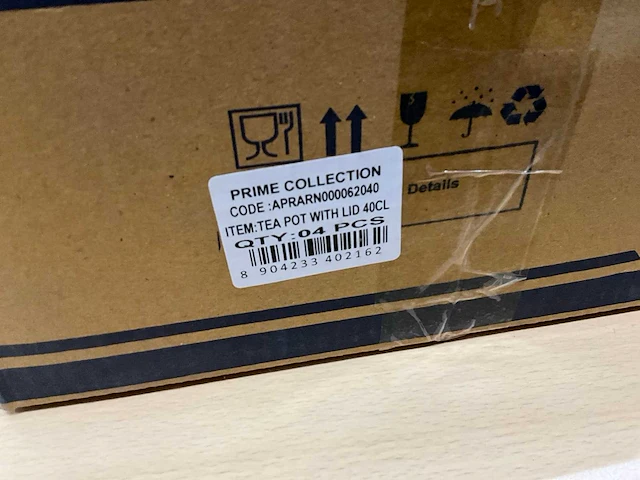 PRIME COLLECTION
CODE :APRARN000062040
ITEM:TEA POT WITH LID 40CL
QTY:04 PCS
8 904233 402162
Details